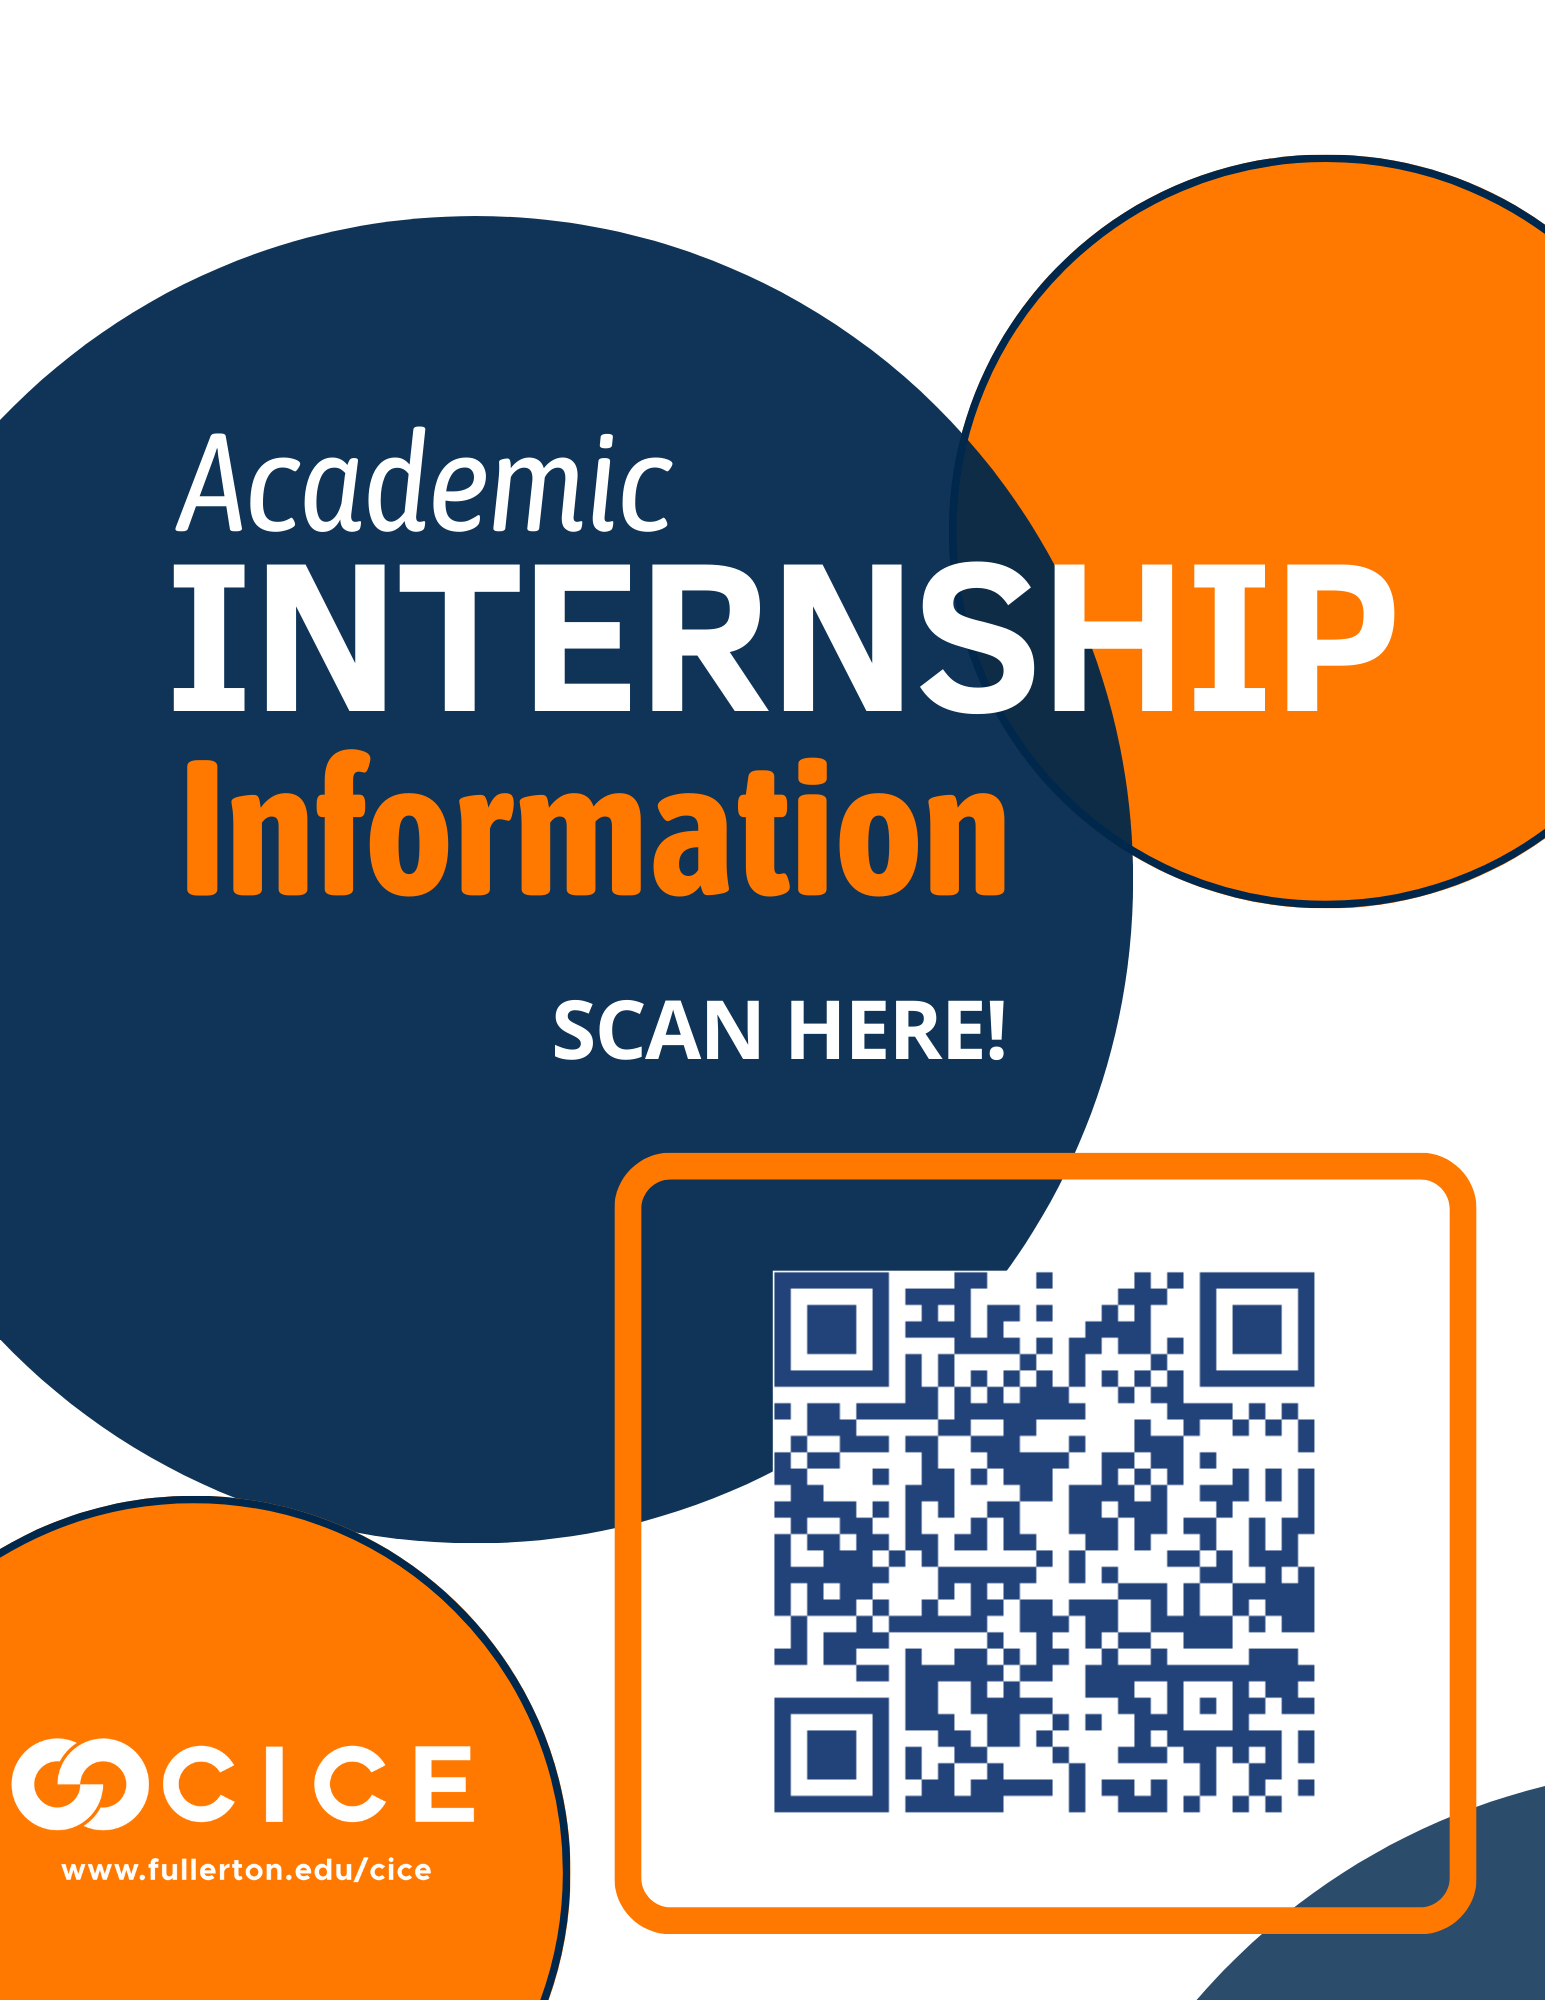 Academic
INTERNSHIP
Information
SCAN HERE!
CICE
www.fullerton.edu/cice